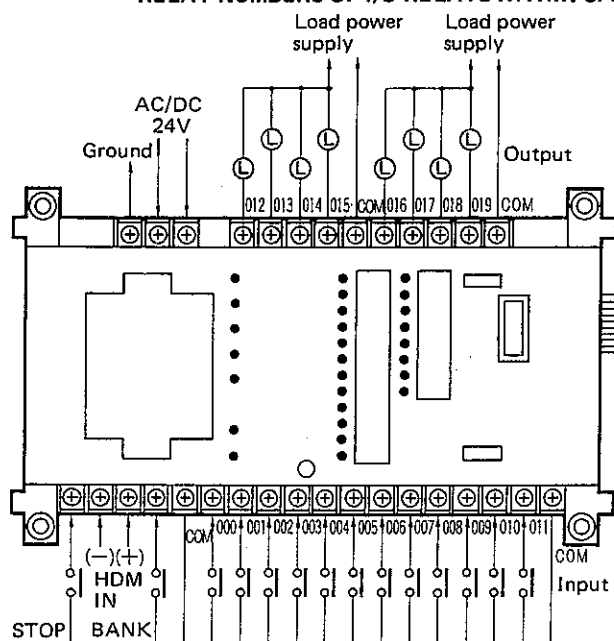 Load power supply
Load power supply
AC/DC 24V
Ground
Output
L L L L L L L L
012 013 014 015 COM 016 017 018 019 COM
COM 000 001 002 003 004 005 006 007 008 009 010 011
COM
(−)(+)
HDM IN
Input
STOP BANK